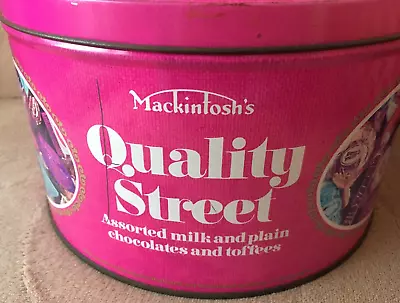 Mackintosh's
Quality
Street
Assorted milk and plain
chocolates and toffees